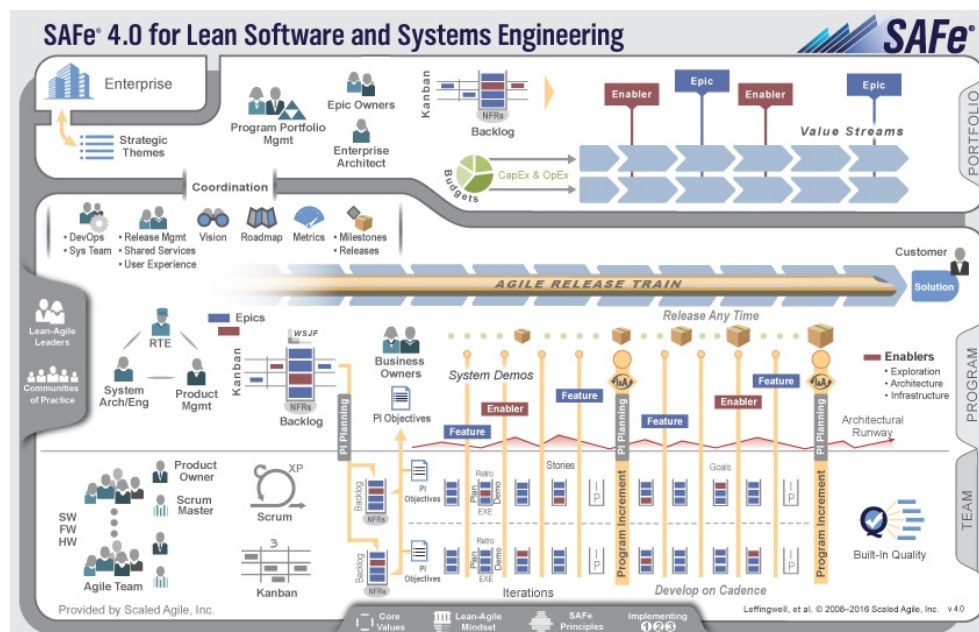 SAFe® 4.0 for Lean Software and Systems Engineering
SAFe®
Enterprise
Strategic
Themes
Program Portfolio
Mgmt
Epic Owners
Enterprise
Architect
Kanban
NFRs
Backlog
Enabler
Epic
Enabler
Epic
Value Streams
Budgets
CapEx & OpEx
PORTFOLIO
Coordination
• DevOps
• Sys Team
• Release Mgmt
• Shared Services
• User Experience
Vision
Roadmap
Metrics
• Milestones
• Releases
Customer
AGILE RELEASE TRAIN
Solution
Release Any Time
Lean-Agile
Leaders
Communities
of Practice
RTE
System
Arch/Eng
Product
Mgmt
Epics
Kanban
WSJF
NFRs
Backlog
Business
Owners
PI Objectives
PI Planning
System Demos
Feature
Enabler
Feature
I&A
PI Planning
Feature
Enabler
Feature
I&A
PI Planning
Enablers
• Exploration
• Architecture
• Infrastructure
Architectural
Runway
PROGRAM
SW
FW
HW
Product
Owner
Scrum
Master
Agile Team
XP
Scrum
3
Kanban
Backlog
NFRs
PI
Objectives
Plan
Retro
EXE
Demo
Stories
I
P
Program Increment
Goals
I
P
Program Increment
Backlog
NFRs
PI
Objectives
Plan
Retro
EXE
Demo
I
P
I
P
Iterations
Develop on Cadence
Built-In Quality
TEAM
Provided by Scaled Agile, Inc.
Leffingwell, et al. © 2008–2016 Scaled Agile, Inc. v 4.0
Core
Values
Lean-Agile
Mindset
SAFe
Principles
Implementing
123